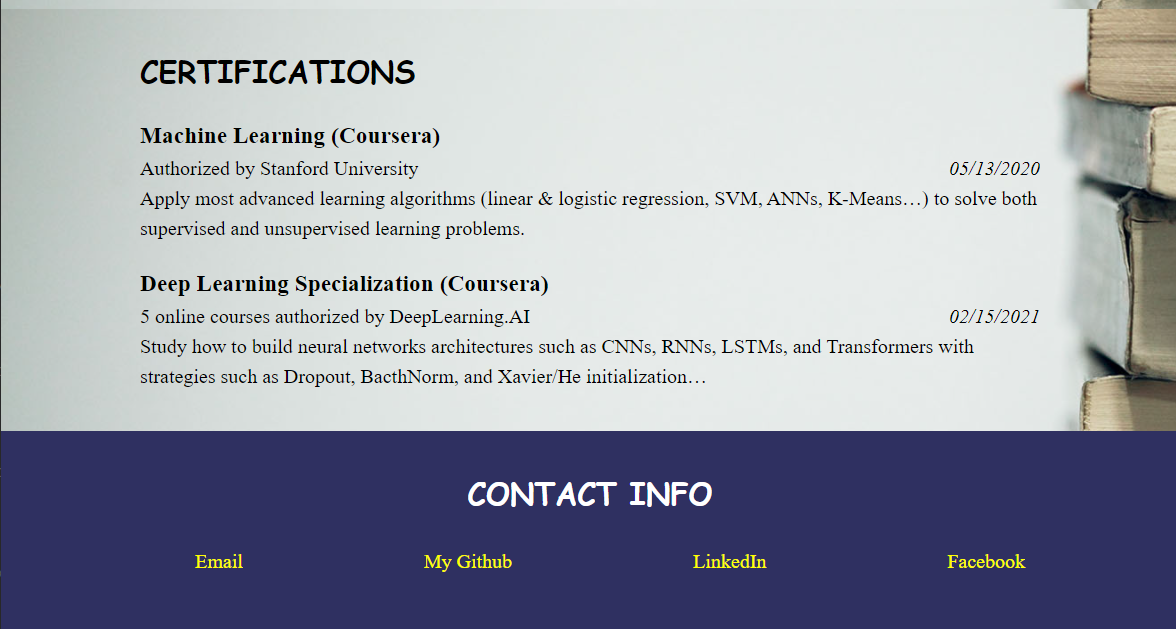 CERTIFICATIONS
Machine Learning (Coursera)
Authorized by Stanford University 05/13/2020
Apply most advanced learning algorithms (linear & logistic regression, SVM, ANNs, K-Means…) to solve both
supervised and unsupervised learning problems.
Deep Learning Specialization (Coursera)
5 online courses authorized by DeepLearning.AI 02/15/2021
Study how to build neural networks architectures such as CNNs, RNNs, LSTMs, and Transformers with
strategies such as Dropout, BacthNorm, and Xavier/He initialization…
CONTACT INFO
Email My Github LinkedIn Facebook